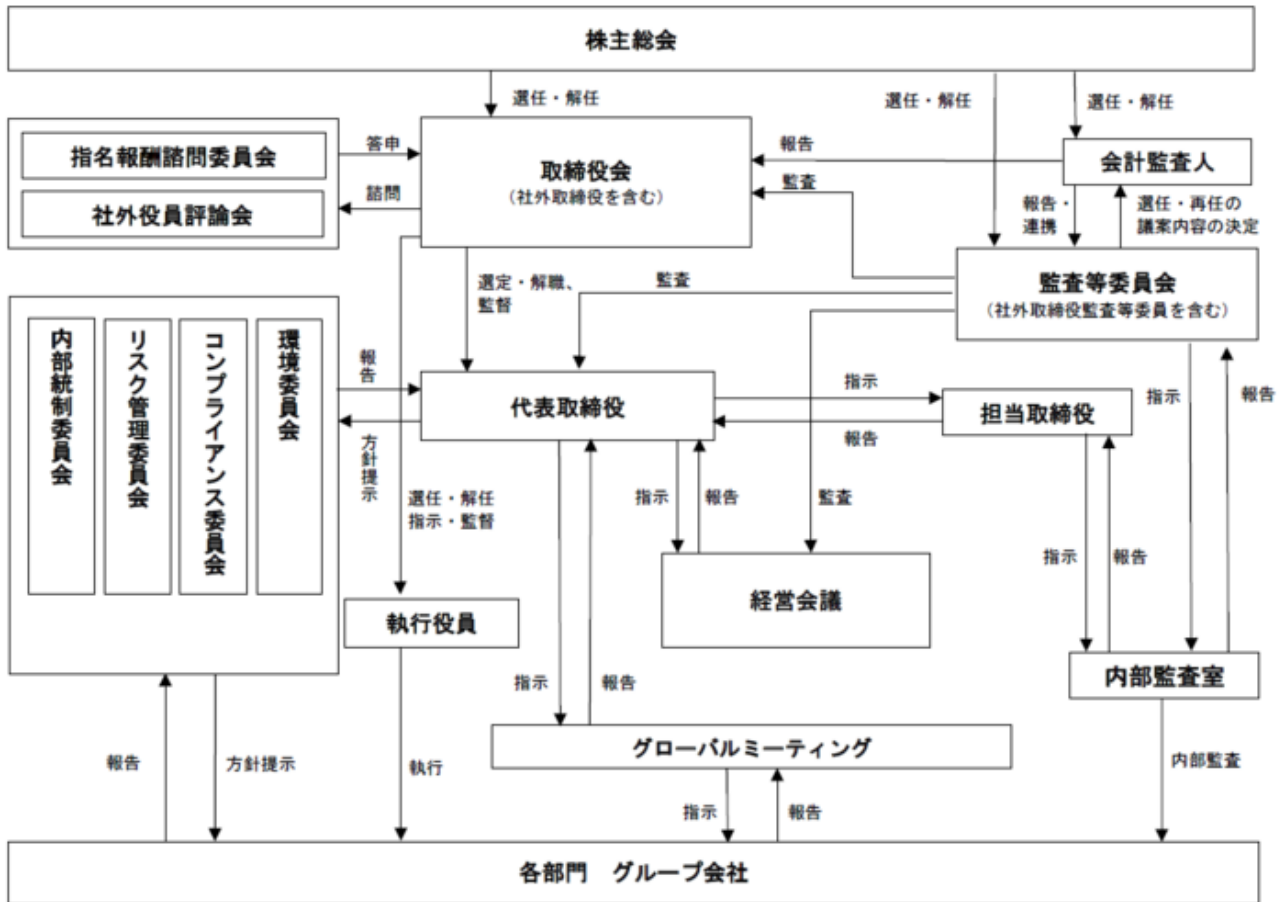 株主総会
選任・解任
選任・解任
選任・解任
指名報酬諮問委員会
社外役員評論会
答申
諮問
取締役会
（社外取締役を含む）
報告
監査
会計監査人
報告・
連携
選任・再任の
議案内容の決定
選定・解職、
監督
監査
監査等委員会
（社外取締役監査等委員を含む）
内部統制委員会
リスク管理委員会
コンプライアンス委員会
環境委員会
報告
方針提示
代表取締役
指示
報告
担当取締役
指示
報告
選任・解任
指示・監督
指示
報告
監査
指示
報告
経営会議
執行役員
内部監査室
指示
報告
グローバルミーティング
報告
方針提示
執行
内部監査
指示
報告
各部門　グループ会社